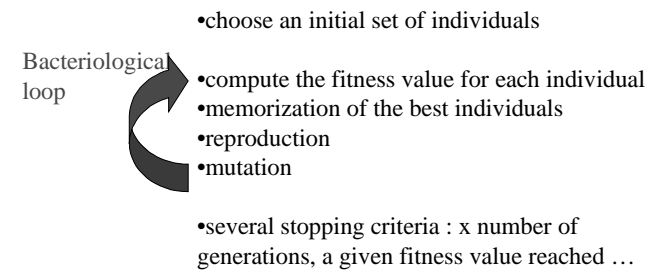 •choose an initial set of individuals
Bacteriological
loop
•compute the fitness value for each individual
•memorization of the best individuals
•reproduction
•mutation
•several stopping criteria : x number of
generations, a given fitness value reached …